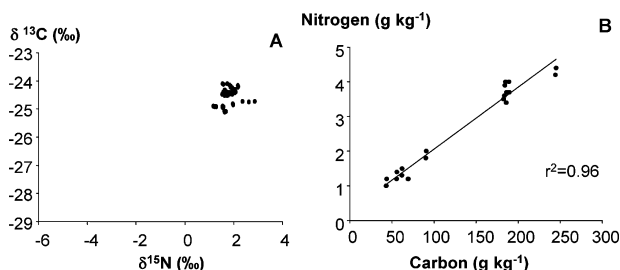 δ ¹³C (‰)
A
-23
-24
-25
-26
-27
-28
-29
-6 -4 -2 0 2 4
δ¹⁵N (‰)
Nitrogen (g kg⁻¹)
B
5
4
3
2
1
0
r²=0.96
0 50 100 150 200 250 300
Carbon (g kg⁻¹)